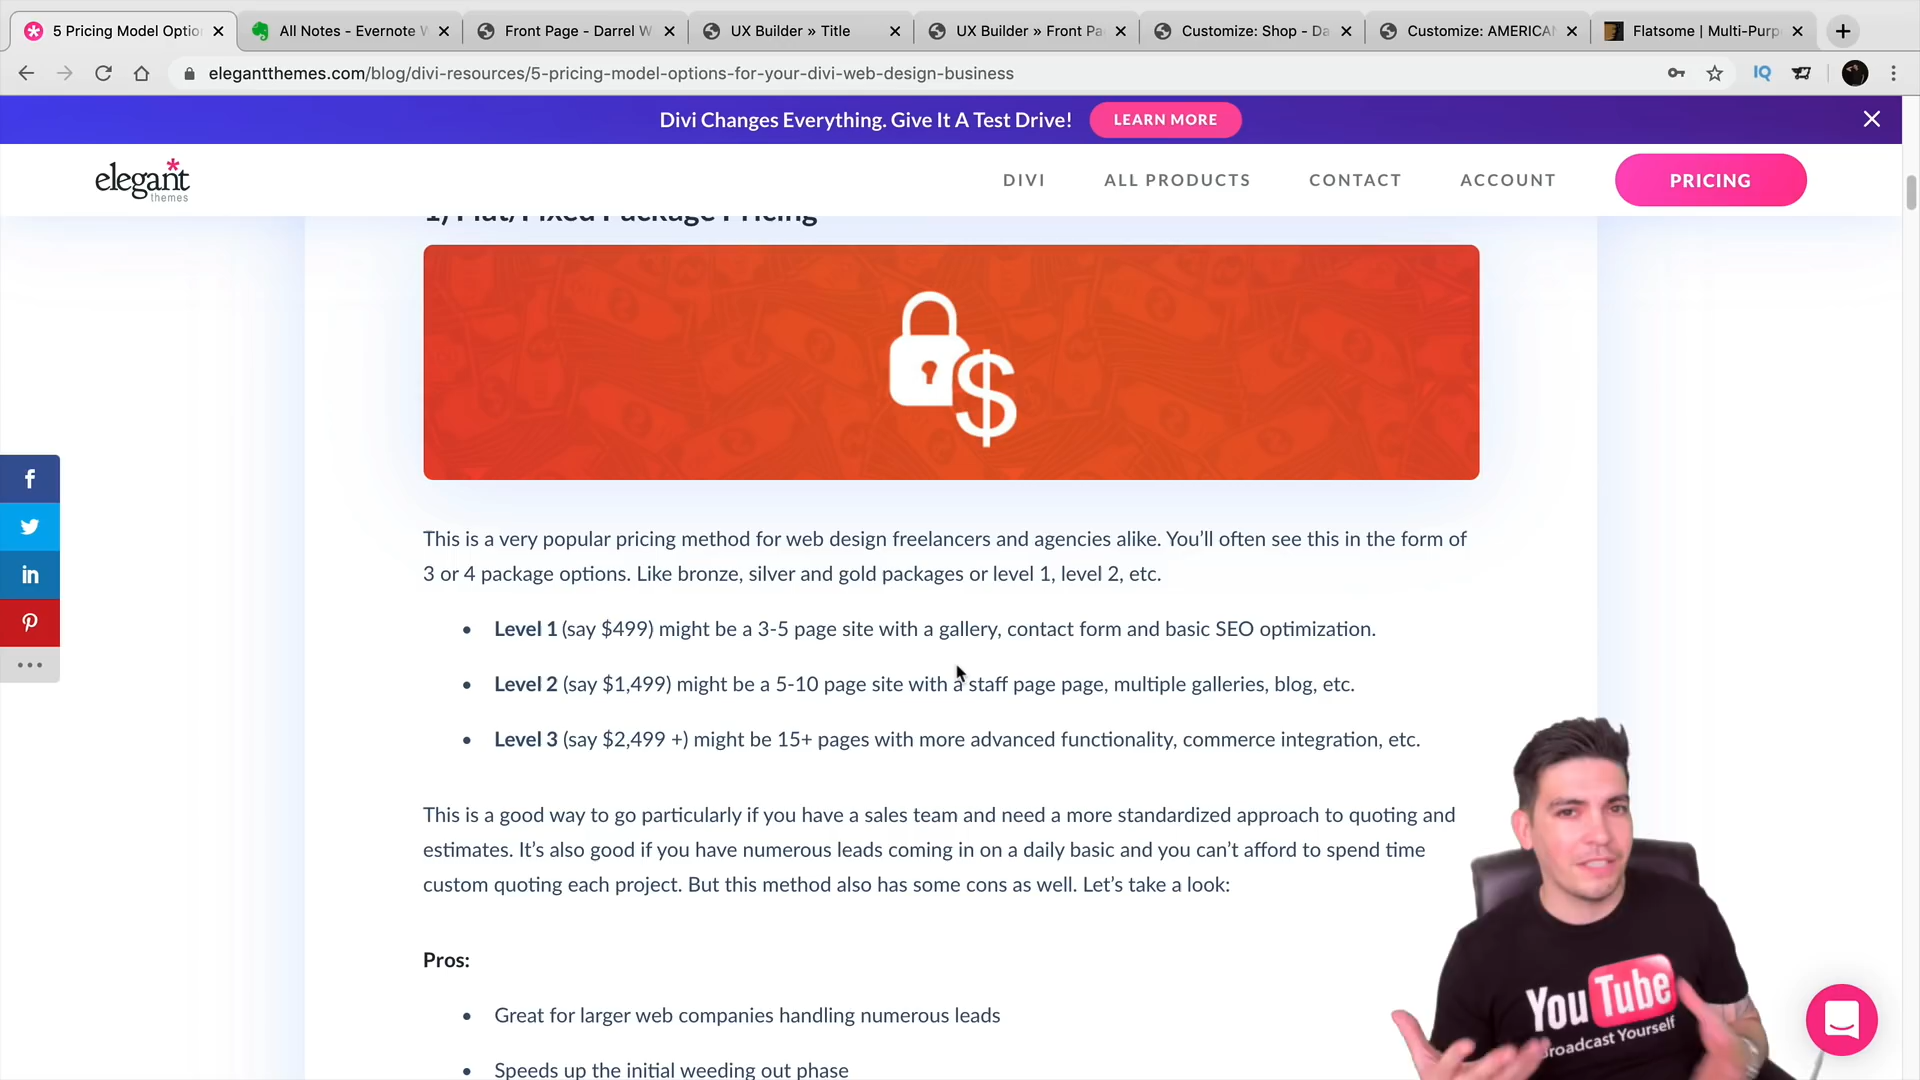 5 Pricing Model Optio
All Notes - Evernote W
Front Page - Darrel W
UX Builder » Title
UX Builder » Front Pa
Customize: Shop - Da
Customize: AMERICAN
Flatsome | Multi-Purp
elegantthemes.com/blog/divi-resources/5-pricing-model-options-for-your-divi-web-design-business
IQ
Divi Changes Everything. Give It A Test Drive!
LEARN MORE
elegant
themes
DIVI
ALL PRODUCTS
CONTACT
ACCOUNT
PRICING
1) Flat/Fixed Package Pricing
$
This is a very popular pricing method for web design freelancers and agencies alike. You’ll often see this in the form of
3 or 4 package options. Like bronze, silver and gold packages or level 1, level 2, etc.
• Level 1 (say $499) might be a 3-5 page site with a gallery, contact form and basic SEO optimization.
• Level 2 (say $1,499) might be a 5-10 page site with a staff page page, multiple galleries, blog, etc.
• Level 3 (say $2,499 +) might be 15+ pages with more advanced functionality, commerce integration, etc.
This is a good way to go particularly if you have a sales team and need a more standardized approach to quoting and
estimates. It’s also good if you have numerous leads coming in on a daily basic and you can’t afford to spend time
custom quoting each project. But this method also has some cons as well. Let’s take a look:
Pros:
• Great for larger web companies handling numerous leads
• Speeds up the initial weeding out phase
f
in
YouTube
Broadcast Yourself